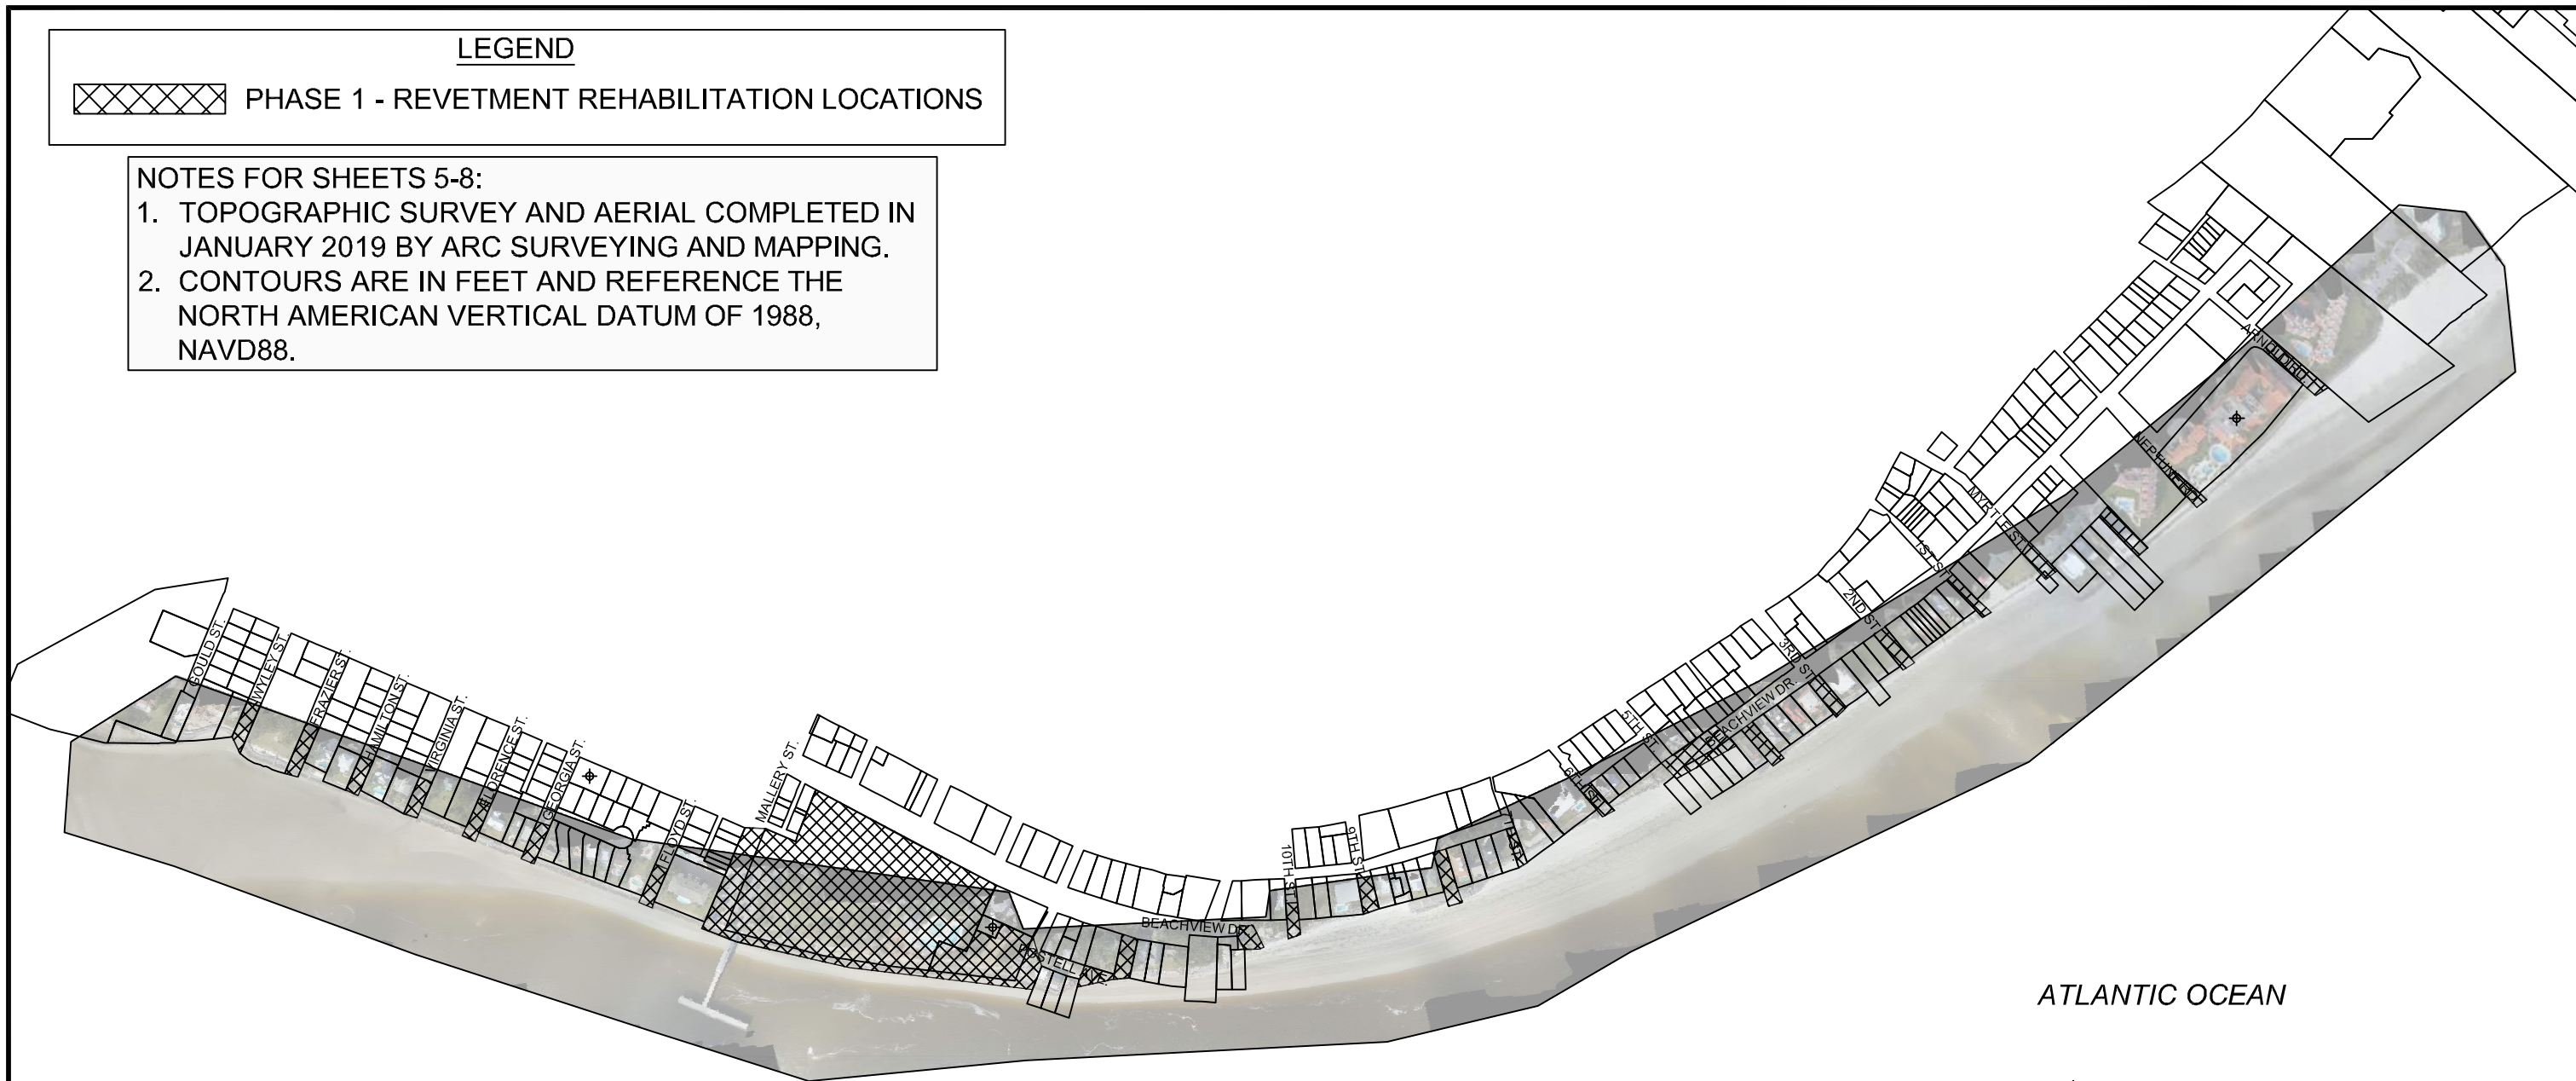 LEGEND
PHASE 1 - REVETMENT REHABILITATION LOCATIONS
NOTES FOR SHEETS 5-8:
1. TOPOGRAPHIC SURVEY AND AERIAL COMPLETED IN
JANUARY 2019 BY ARC SURVEYING AND MAPPING.
2. CONTOURS ARE IN FEET AND REFERENCE THE
NORTH AMERICAN VERTICAL DATUM OF 1988,
NAVD88.
GOULD ST.
WYLEY ST.
FRAZIER ST.
HAMILTON ST.
VIRGINIA ST.
FLORENCE ST.
GEORGIA ST.
FLOYD ST.
MALLERY ST.
BEACHVIEW DR.
10TH ST.
9TH ST.
6TH ST.
5TH ST.
BEACHVIEW DR.
3RD ST.
2ND ST.
1ST ST.
MYRTLE ST.
ATLANTIC OCEAN